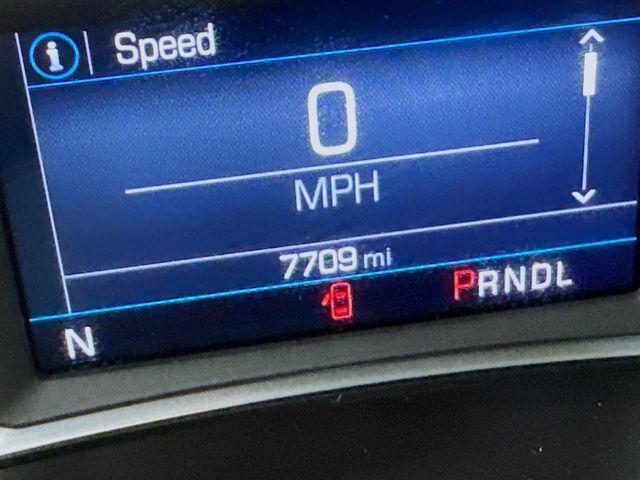 i Speed
0
MPH
7709 mi
PRNDL
N